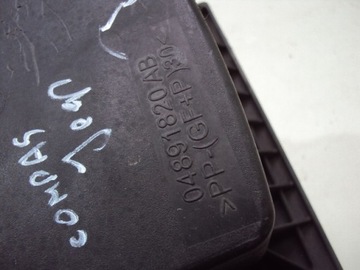 04891820AB
>PP-(GF+P)30<
Jeep
COMPAS